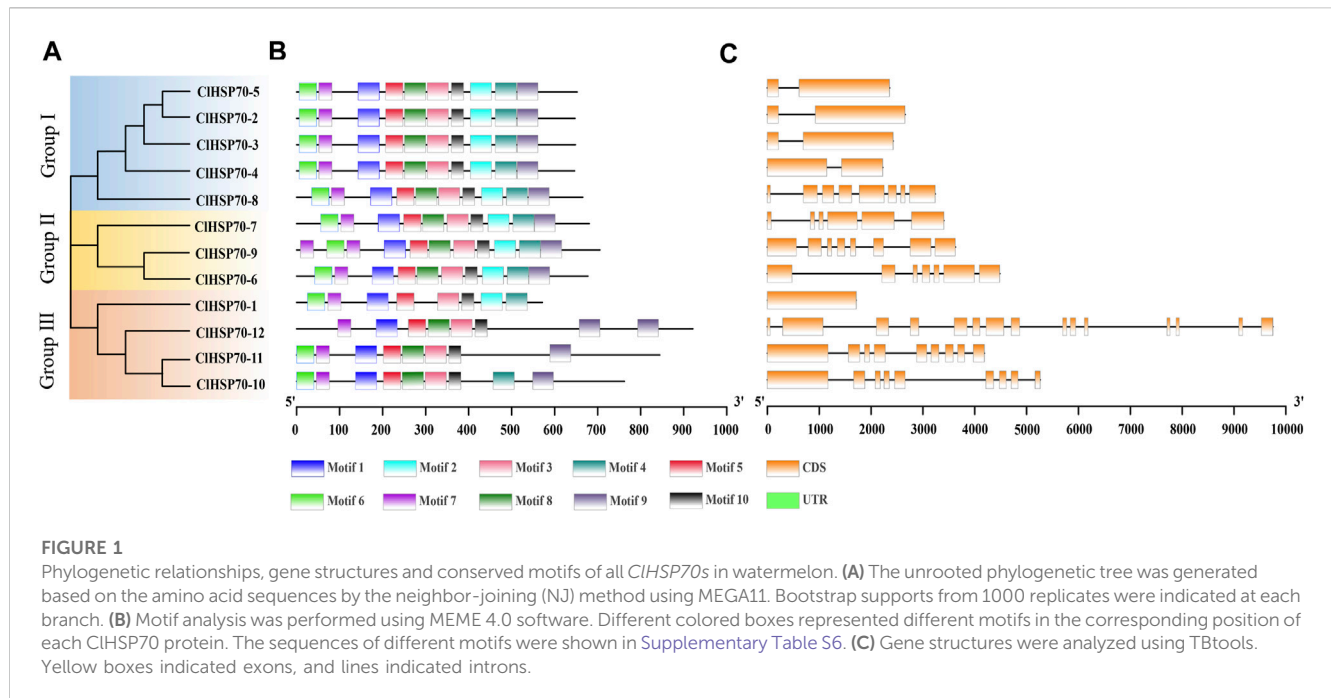 A
B
C
Group I
Group II
Group III
ClHSP70-5
ClHSP70-2
ClHSP70-3
ClHSP70-4
ClHSP70-8
ClHSP70-7
ClHSP70-9
ClHSP70-6
ClHSP70-1
ClHSP70-12
ClHSP70-11
ClHSP70-10
5' 3'
0 100 200 300 400 500 600 700 800 900 1000
5' 3'
0 1000 2000 3000 4000 5000 6000 7000 8000 9000 10000
Motif 1 Motif 2 Motif 3 Motif 4 Motif 5 CDS
Motif 6 Motif 7 Motif 8 Motif 9 Motif 10 UTR
FIGURE 1
Phylogenetic relationships, gene structures and conserved motifs of all ClHSP70s in watermelon. (A) The unrooted phylogenetic tree was generated
based on the amino acid sequences by the neighbor-joining (NJ) method using MEGA11. Bootstrap supports from 1000 replicates were indicated at each
branch. (B) Motif analysis was performed using MEME 4.0 software. Different colored boxes represented different motifs in the corresponding position of
each ClHSP70 protein. The sequences of different motifs were shown in Supplementary Table S6. (C) Gene structures were analyzed using TBtools.
Yellow boxes indicated exons, and lines indicated introns.